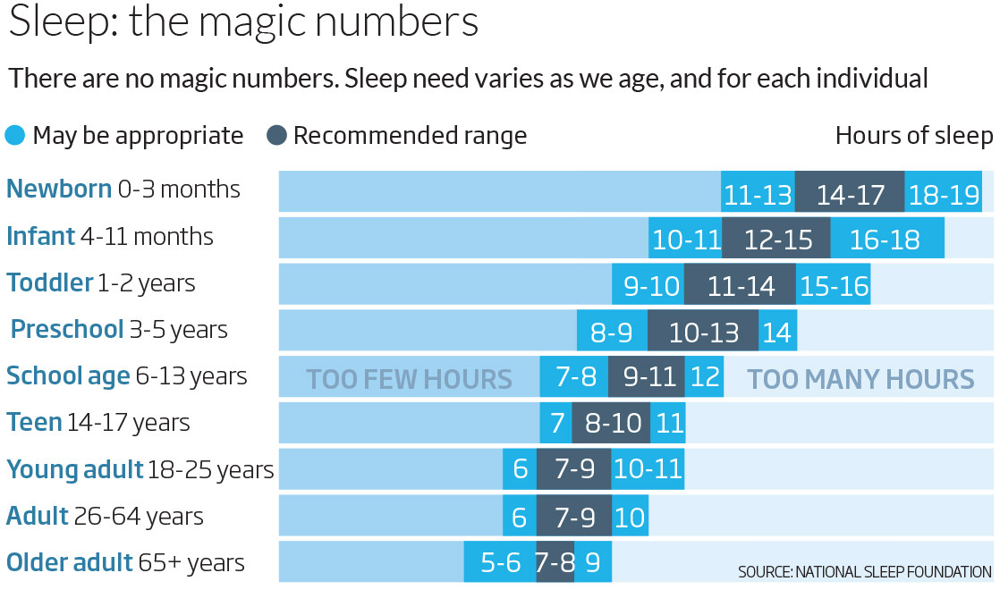 Sleep: the magic numbers
There are no magic numbers. Sleep need varies as we age, and for each individual
May be appropriate Recommended range Hours of sleep
Newborn 0-3 months 11-13 14-17 18-19
Infant 4-11 months 10-11 12-15 16-18
Toddler 1-2 years 9-10 11-14 15-16
Preschool 3-5 years 8-9 10-13 14
School age 6-13 years TOO FEW HOURS 7-8 9-11 12 TOO MANY HOURS
Teen 14-17 years 7 8-10 11
Young adult 18-25 years 6 7-9 10-11
Adult 26-64 years 6 7-9 10
Older adult 65+ years 5-6 7-8 9
SOURCE: NATIONAL SLEEP FOUNDATION